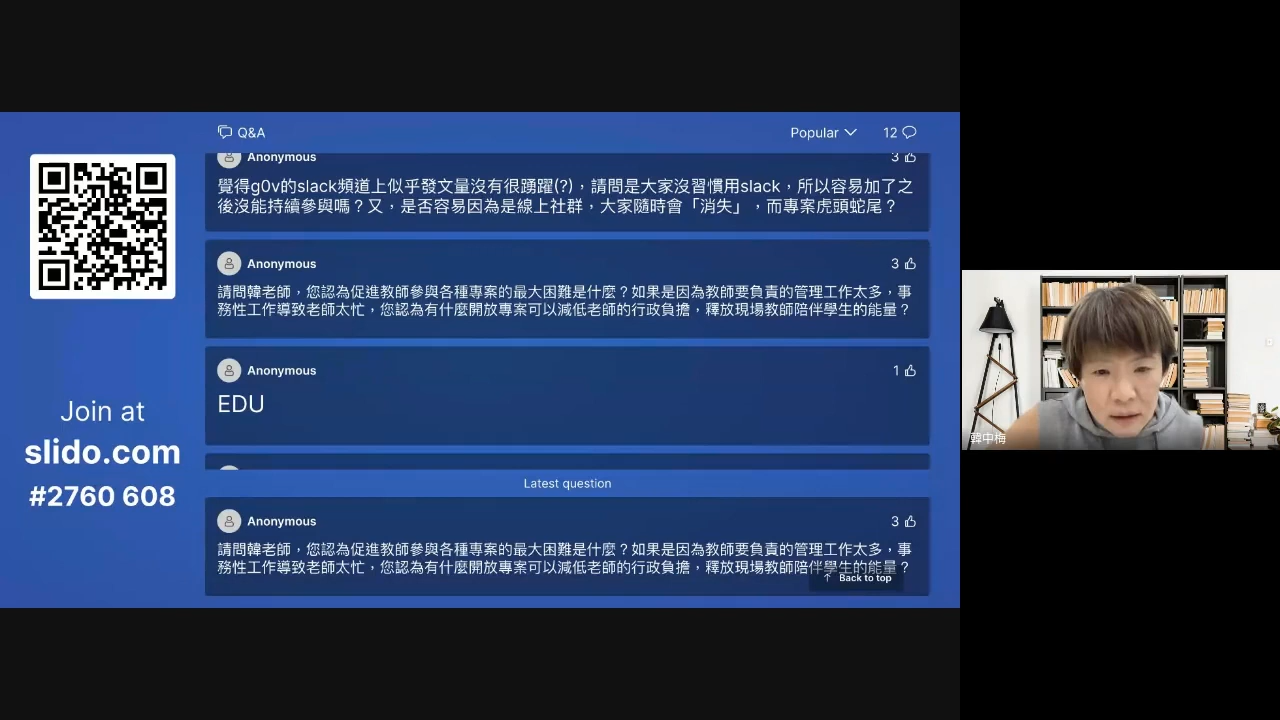 Q&A
Popular
12
Anonymous
3
覺得g0v的slack頻道上似乎發文量沒有很踴躍(?)，請問是大家沒習慣用slack，所以容易加了之
後沒能持續參與嗎？又，是否容易因為是線上社群，大家隨時會「消失」，而專案虎頭蛇尾？
Anonymous
3
請問韓老師，您認為促進教師參與各種專案的最大困難是什麼？如果是因為教師要負責的管理工作太多，事
務性工作導致老師太忙，您認為有什麼開放專案可以減低老師的行政負擔，釋放現場教師陪伴學生的能量？
Anonymous
1
EDU
Latest question
Anonymous
3
請問韓老師，您認為促進教師參與各種專案的最大困難是什麼？如果是因為教師要負責的管理工作太多，事
務性工作導致老師太忙，您認為有什麼開放專案可以減低老師的行政負擔，釋放現場教師陪伴學生的能量？
Back to top
Join at
slido.com
#2760 608
韓中梅